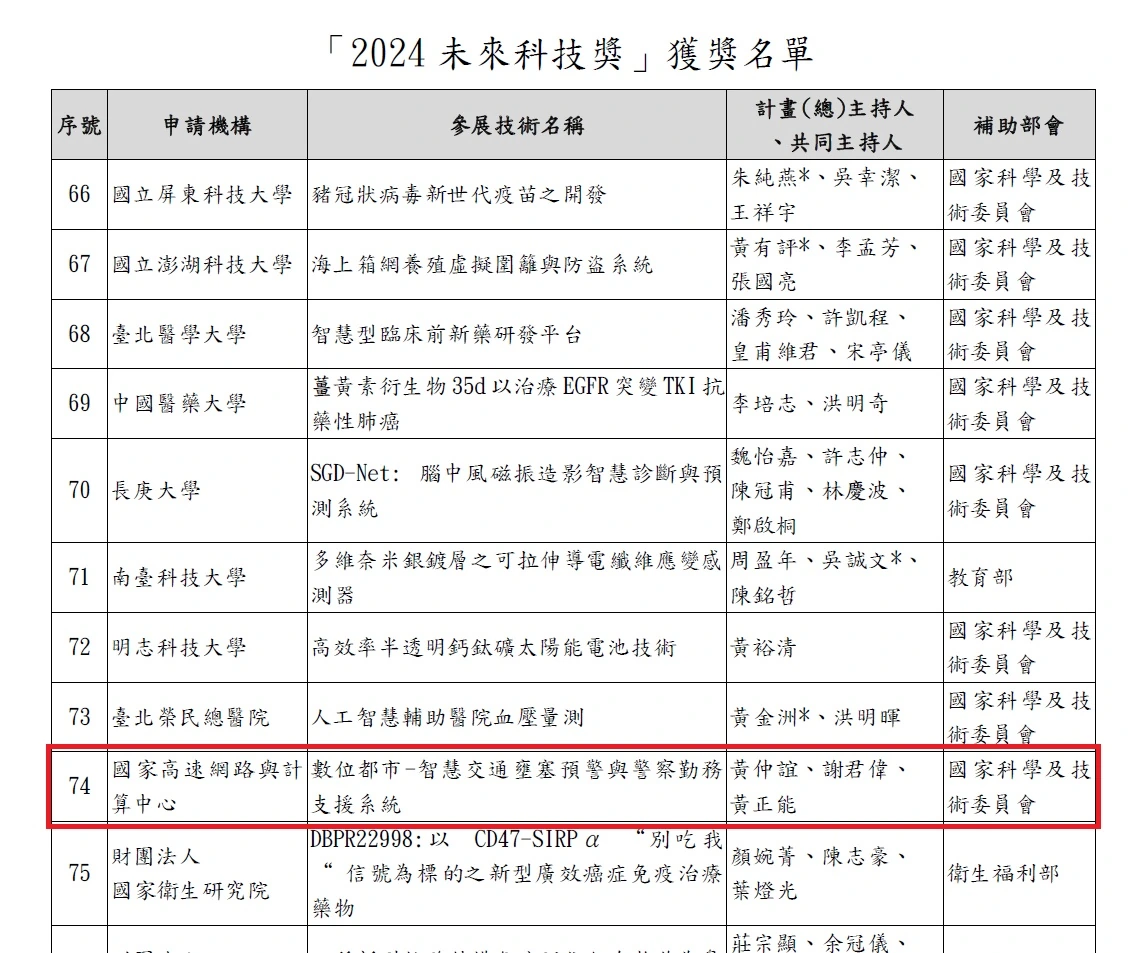 「2024 未來科技獎」獲獎名單
序號 申請機構 參展技術名稱 計畫(總)主持人、共同主持人 補助部會
66 國立屏東科技大學 豬冠狀病毒新世代疫苗之開發 朱純燕*、吳幸潔、王祥宇 國家科學及技術委員會
67 國立澎湖科技大學 海上箱網養殖虛擬圍籬與防盜系統 黃有評*、李孟芳、張國亮 國家科學及技術委員會
68 臺北醫學大學 智慧型臨床前新藥研發平台 潘秀玲、許凱程、皇甫維君、宋亭儀 國家科學及技術委員會
69 中國醫藥大學 薑黃素衍生物 35d 以治療 EGFR 突變 TKI 抗藥性肺癌 李培志、洪明奇 國家科學及技術委員會
70 長庚大學 SGD-Net: 腦中風磁振造影智慧診斷與預測系統 魏怡嘉、許志仲、陳冠甫、林慶波、鄭啟桐 國家科學及技術委員會
71 南臺科技大學 多維奈米銀鍍層之可拉伸導電纖維應變感測器 周盈年、吳誠文*、陳銘哲 教育部
72 明志科技大學 高效率半透明鈣鈦礦太陽能電池技術 黃裕清 國家科學及技術委員會
73 臺北榮民總醫院 人工智慧輔助醫院血壓量測 黃金洲*、洪明暉 國家科學及技術委員會
74 國家高速網路與計算中心 數位都市-智慧交通壅塞預警與警察勤務支援系統 黃仲誼、謝君偉、黃正能 國家科學及技術委員會
75 財團法人國家衛生研究院 DBPR22998:以 CD47-SIRPα “別吃我“ 信號為標的之新型廣效癌症免疫治療藥物 顏婉菁、陳志豪、葉燈光 衛生福利部
莊宗顯、余冠儀、